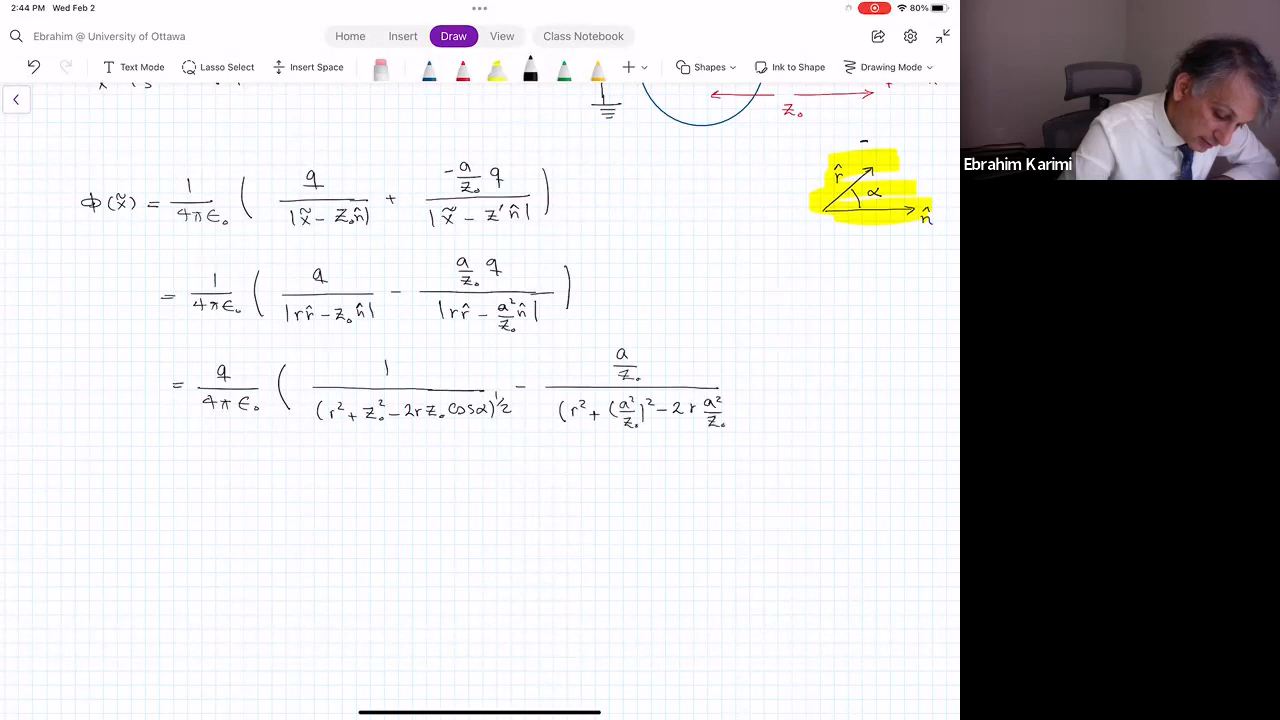 2:44 PM Wed Feb 2
80%
Ebrahim @ University of Ottawa
Home Insert Draw View Class Notebook
Text Mode Lasso Select Insert Space Shapes Ink to Shape Drawing Mode
z₀
Ebrahim Karimi
r̂
α
n̂
Φ(x̃) = 1/4πε₀ ( q / |x̃ - z₀n̂| + -a/z₀ q / |x̃ - z'n̂| )
= 1/4πε₀ ( q / |rr̂ - z₀n̂| - a/z₀ q / |rr̂ - a²/z₀ n̂| )
= q/4πε₀ ( 1 / (r² + z₀² - 2rz₀ cosα)^½ - a/z₀ / (r² + (a²/z₀)² - 2r a²/z₀